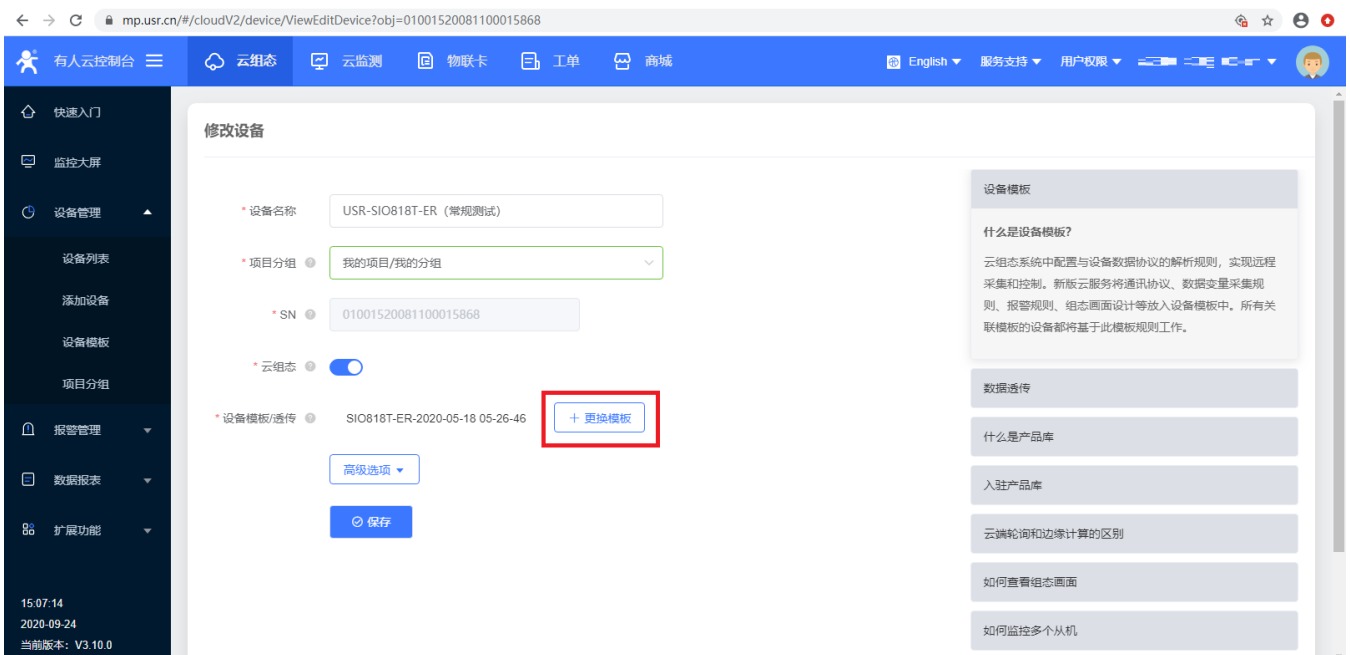 mp.usr.cn/#/cloudV2/device/ViewEditDevice?obj=01001520081100015868
有人云控制台
云组态
云监测
物联卡
工单
商城
English
服务支持
用户权限
快速入门
监控大屏
设备管理
设备列表
添加设备
设备模板
项目分组
报警管理
数据报表
扩展功能
15:07:14
2020-09-24
当前版本：V3.10.0
修改设备
* 设备名称 USR-SIO818T-ER（常规测试）
* 项目分组 我的项目/我的分组
* SN 01001520081100015868
* 云组态
* 设备模板/透传 SIO818T-ER-2020-05-18 05-26-46 + 更换模板
高级选项
保存
设备模板
什么是设备模板?
云组态系统中配置与设备数据协议的解析规则，实现远程
采集和控制。新版云服务将通讯协议、数据变量采集规
则、报警规则、组态画面设计等放入设备模板中。所有关
联模板的设备都将基于此模板规则工作。
数据透传
什么是产品库
入驻产品库
云端轮询和边缘计算的区别
如何查看组态画面
如何监控多个从机